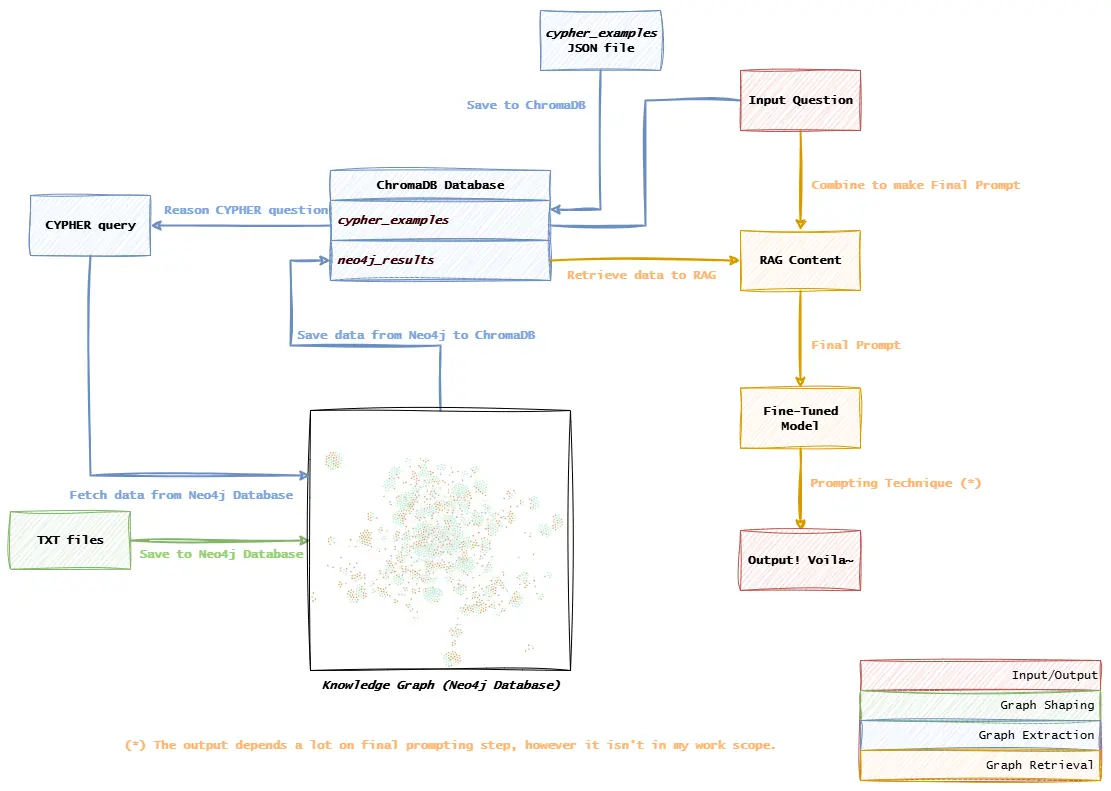 cypher_examples
JSON file
Save to ChromaDB
Input Question
Combine to make Final Prompt
ChromaDB Database
Reason CYPHER question
cypher_examples
CYPHER query
neo4j_results
RAG Content
Retrieve data to RAG
Save data from Neo4j to ChromaDB
Final Prompt
Fine-Tuned
Model
Prompting Technique (*)
Fetch data from Neo4j Database
TXT files
Save to Neo4j Database
Output! Voila~
Knowledge Graph (Neo4j Database)
Input/Output
Graph Shaping
Graph Extraction
Graph Retrieval
(*) The output depends a lot on final prompting step, however it isn't in my work scope.